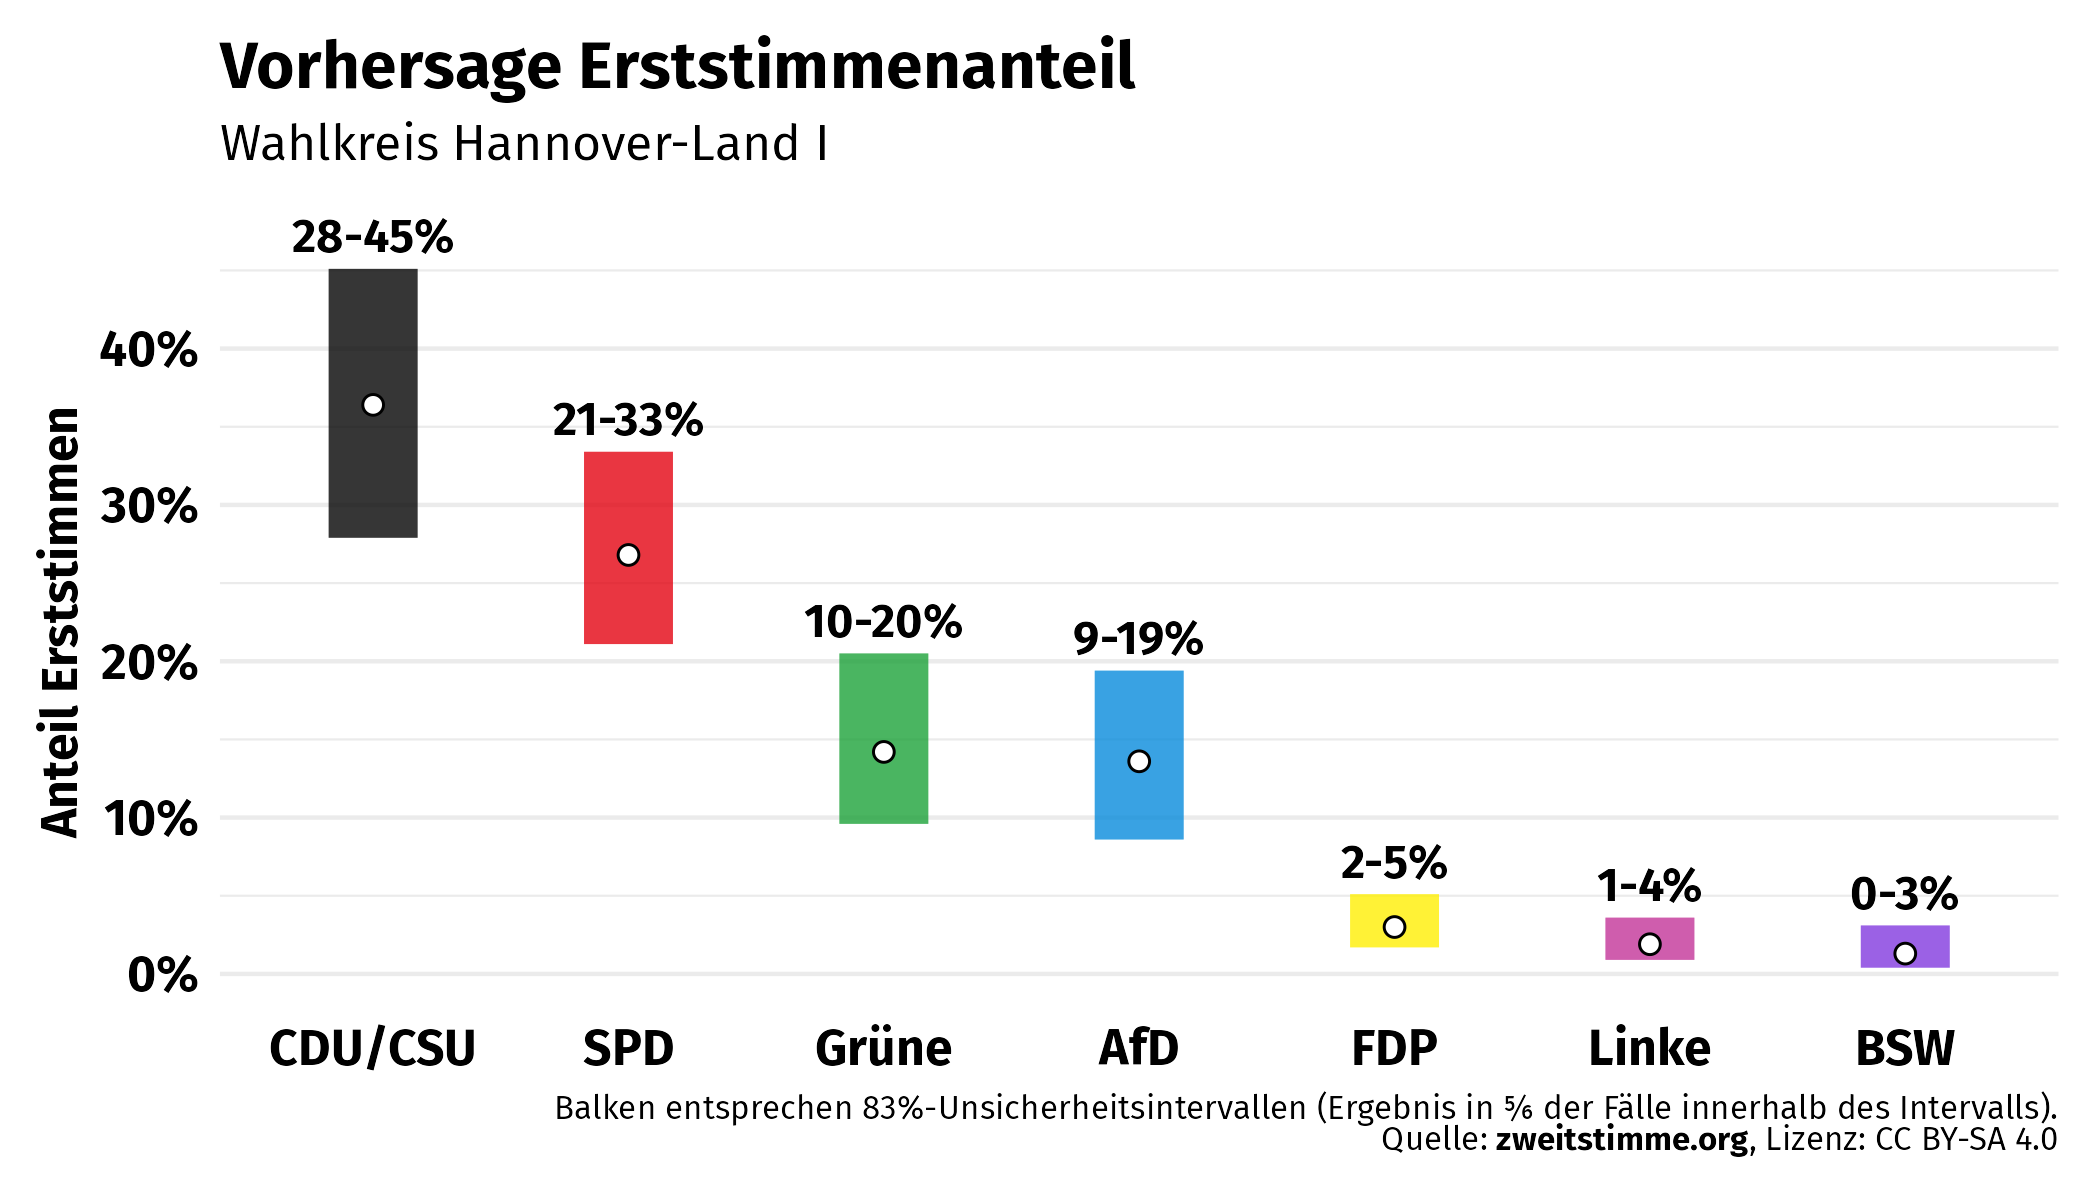 Vorhersage Erststimmenanteil
Wahlkreis Hannover-Land I
28-45%
21-33%
10-20%
9-19%
2-5%
1-4%
0-3%
Anteil Erststimmen
40%
30%
20%
10%
0%
CDU/CSU SPD Grüne AfD FDP Linke BSW
Balken entsprechen 83%-Unsicherheitsintervallen (Ergebnis in ⅚ der Fälle innerhalb des Intervalls).
Quelle: zweitstimme.org, Lizenz: CC BY-SA 4.0